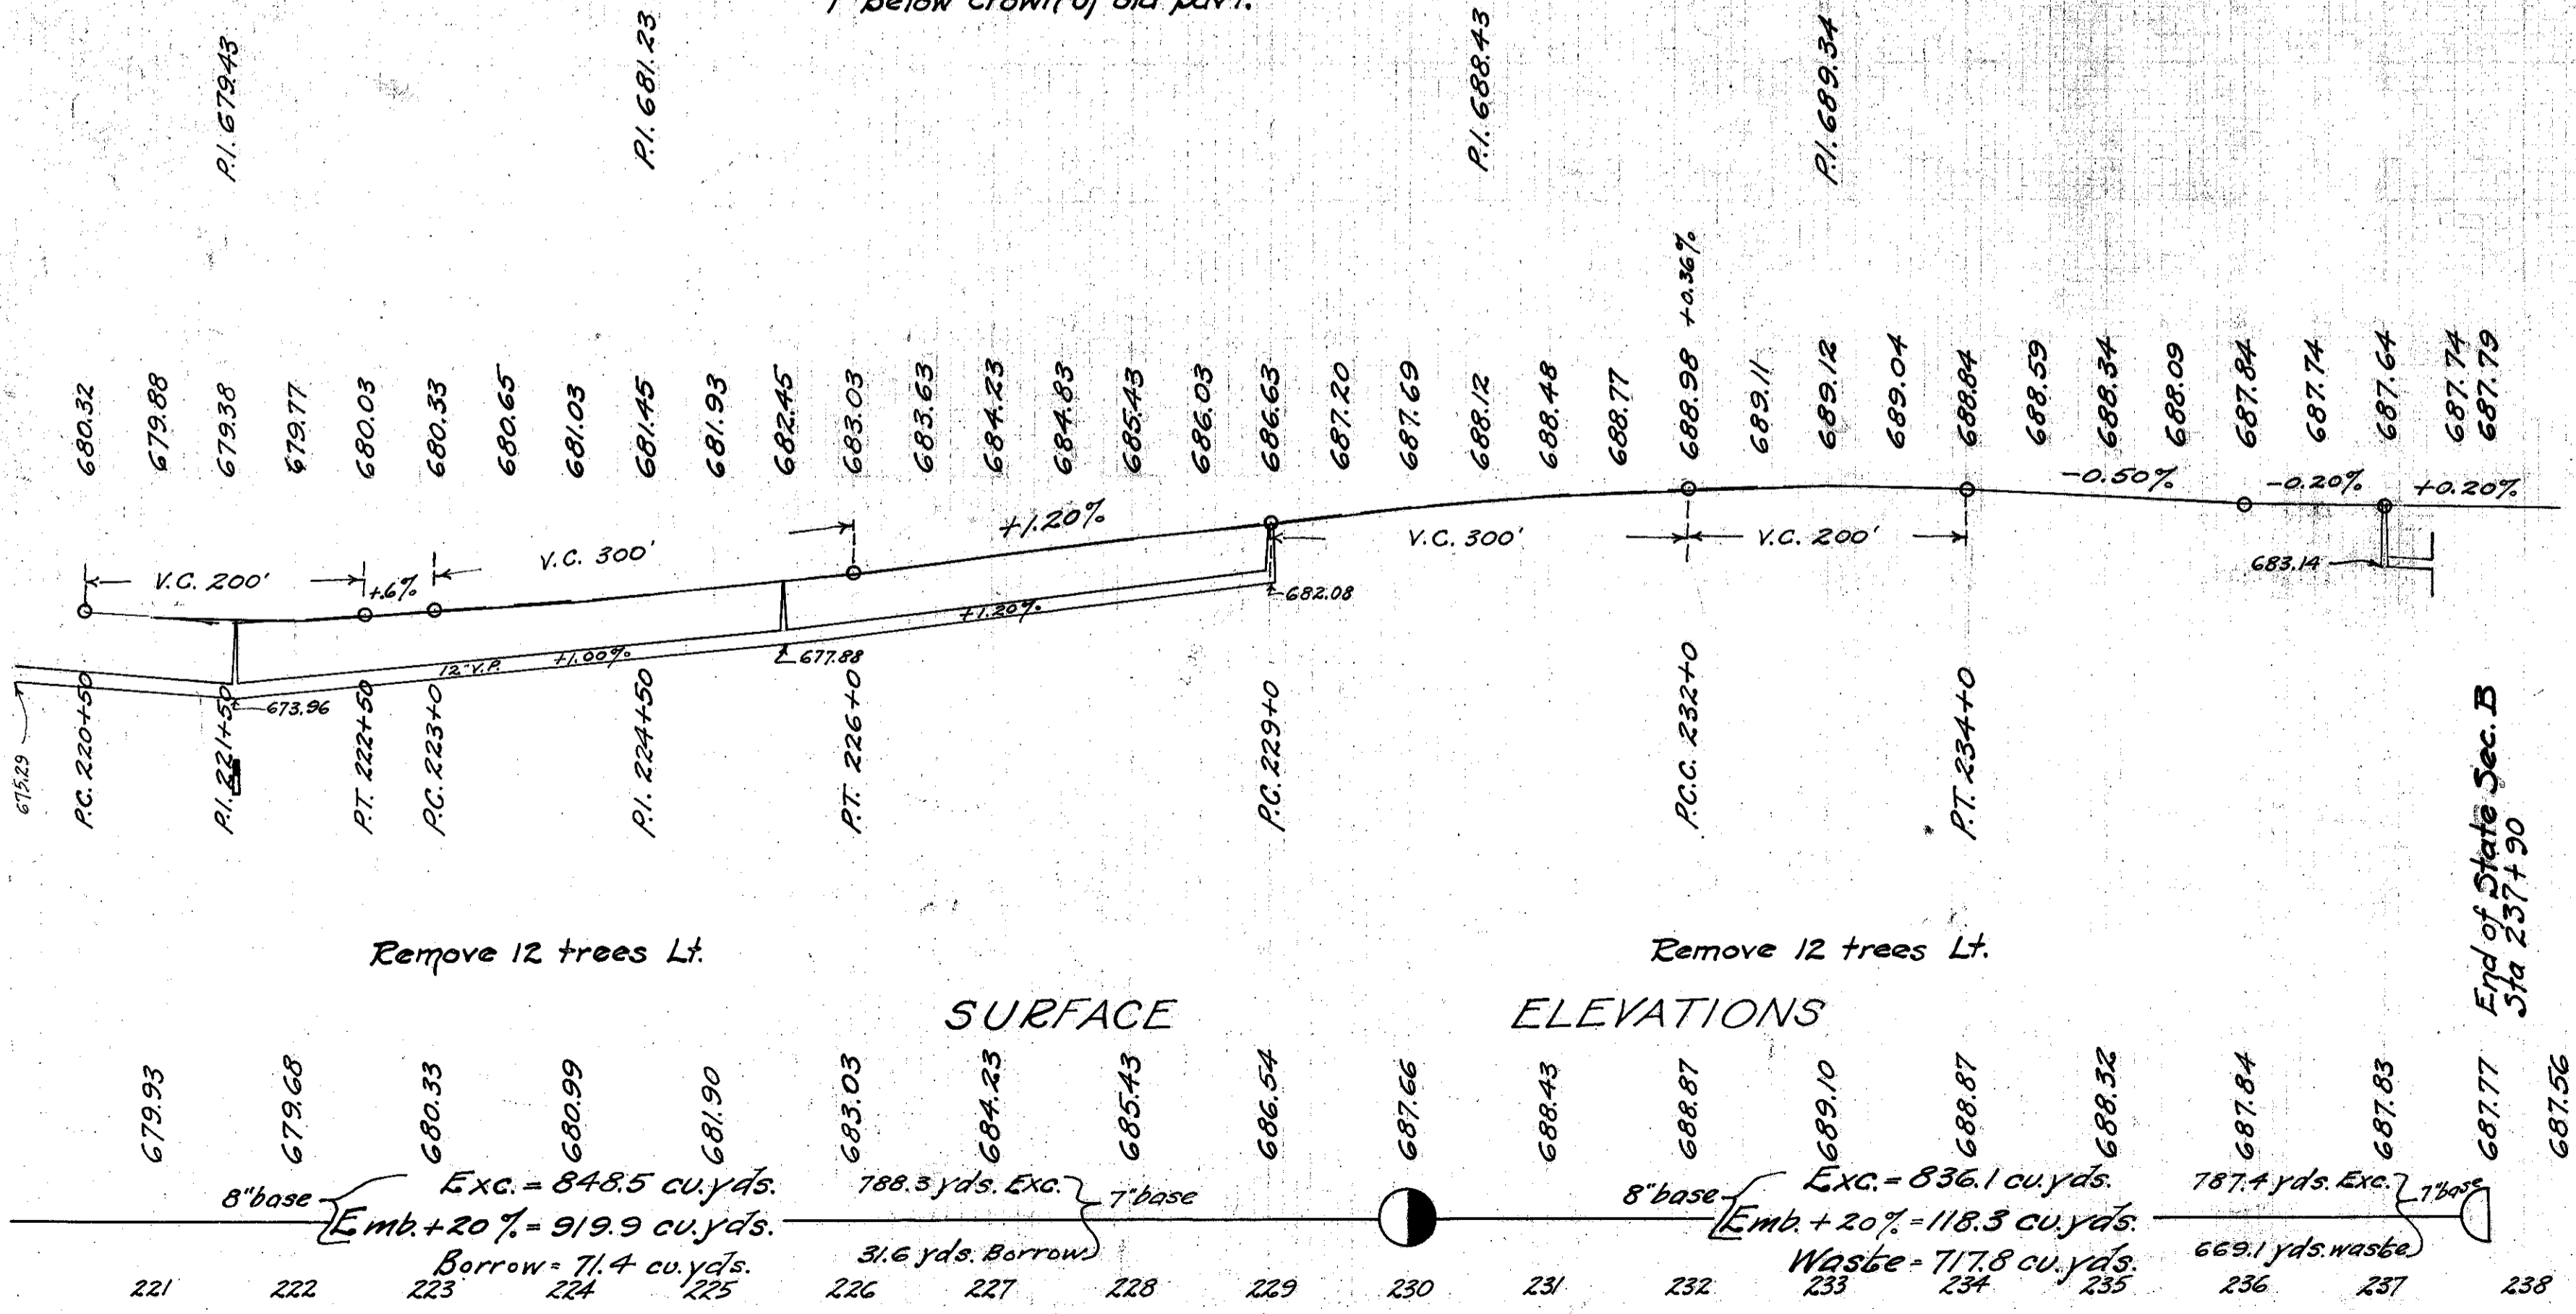 1" below crown of old pavt.
P.I. 679.43
P.I. 681.23
P.I. 688.43
P.I. 689.34
680.32
679.88
679.38
679.77
680.03
680.33
680.65
681.03
681.45
681.93
682.45
683.03
683.63
684.23
684.83
685.43
686.03
686.63
687.20
687.69
688.12
688.48
688.77
688.98 +0.36%
689.11
689.12
689.04
688.84
688.59
688.34
688.09
687.84
687.74
687.64
687.74
687.79
V.C. 200'
+.6%
V.C. 300'
+1.20%
V.C. 300'
V.C. 200'
-0.50%
-0.20%
+0.20%
683.14
682.08
+1.20%
677.88
12" V.P.
+1.00%
673.96
675.29
P.C. 220+50
P.I. 221+50
P.T. 222+50
P.C. 223+0
P.I. 224+50
P.T. 226+0
P.C. 229+0
P.C.C. 232+0
P.T. 234+0
End of State Sec. B
Sta 237+90
Remove 12 trees Lt.
Remove 12 trees Lt.
SURFACE ELEVATIONS
679.93
679.68
680.33
680.99
681.90
683.03
684.23
685.43
686.54
687.66
688.43
688.87
689.10
688.87
688.32
687.84
687.83
687.77
687.56
8" base
Exc. = 848.5 cu.yds.
Emb. + 20% = 919.9 cu.yds.
Borrow = 71.4 cu.yds.
788.3 yds. Exc.
7" base
31.6 yds. Borrow
8" base
Exc. = 836.1 cu.yds.
Emb. + 20% = 118.3 cu.yds.
Waste = 717.8 cu.yds.
787.4 yds. Exc.
7" base
669.1 yds. waste
221 222 223 224 225 226 227 228 229 230 231 232 233 234 235 236 237 238